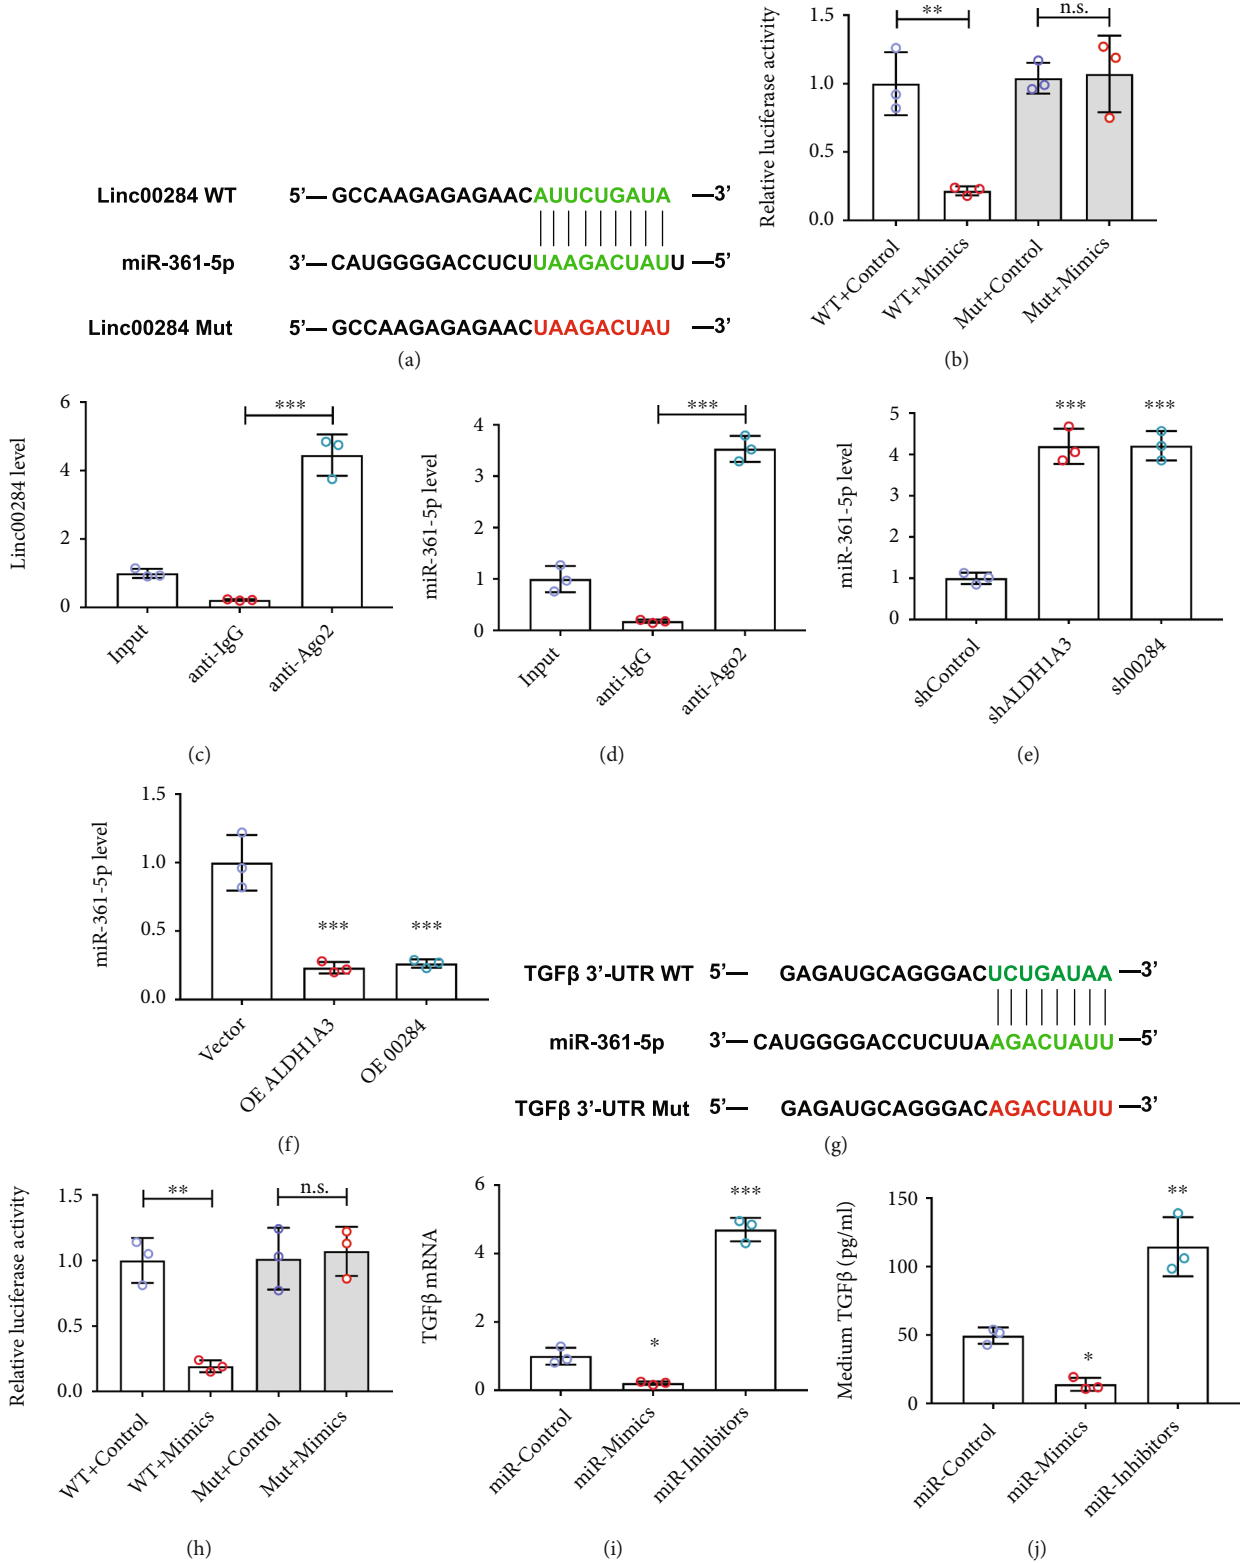 Linc00284 WT 5’— GCCAAGAGAGAACAUUCUGAUA —3’
miR-361-5p 3’— CAUGGGGACCUCUUAAGACUAUU —5’
Linc00284 Mut 5’— GCCAAGAGAGAACUAAGACUAU —3’
(a)
Relative luciferase activity
1.5
1.0
0.5
0.0
**
n.s.
WT+Control
WT+Mimics
Mut+Control
Mut+Mimics
(b)
Linc00284 level
6
4
2
0
***
Input
anti-IgG
anti-Ago2
(c)
miR-361-5p level
4
3
2
1
0
***
Input
anti-IgG
anti-Ago2
(d)
miR-361-5p level
5
4
3
2
1
0
***
***
shControl
shALDH1A3
sh00284
(e)
miR-361-5p level
1.5
1.0
0.5
0.0
***
***
Vector
OE ALDH1A3
OE 00284
(f)
TGFβ 3’-UTR WT 5’— GAGAUGCAGGGACUCUGAUAA —3’
miR-361-5p 3’— CAUGGGGACCUCUUAAGACUAUU —5’
TGFβ 3’-UTR Mut 5’— GAGAUGCAGGGACAGACUAUU —3’
(g)
Relative luciferase activity
1.5
1.0
0.5
0.0
**
n.s.
WT+Control
WT+Mimics
Mut+Control
Mut+Mimics
(h)
TGFβ mRNA
6
4
2
0
*
***
miR-Control
miR-Mimics
miR-Inhibitors
(i)
Medium TGFβ (pg/ml)
150
100
50
0
*
**
miR-Control
miR-Mimics
miR-Inhibitors
(j)